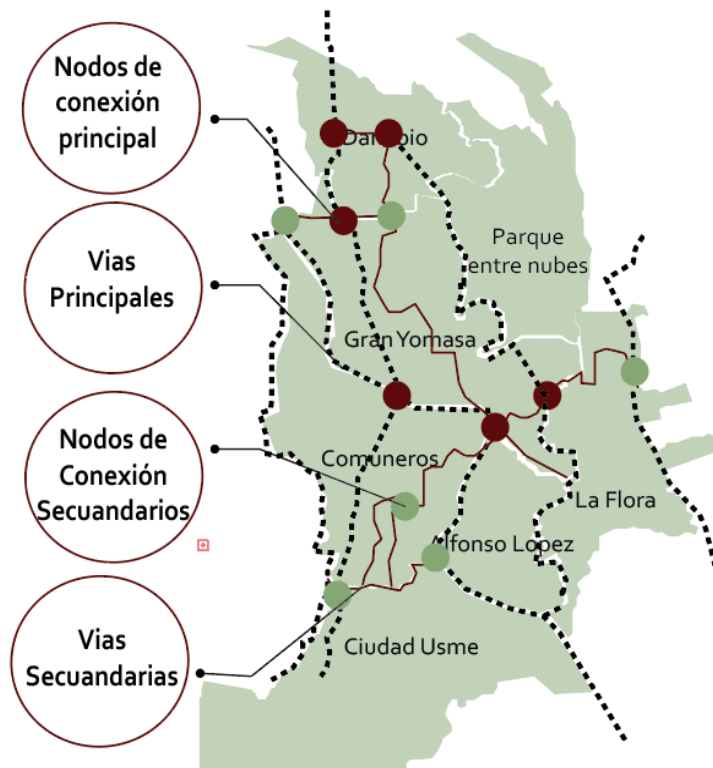 Nodos de
conexión
principal
Vias
Principales
Nodos de
Conexión
Secuandarios
Vias
Secuandarias
Danubio
Parque
entre nubes
Gran Yomasa
Comuneros
La Flora
Alfonso Lopez
Ciudad Usme